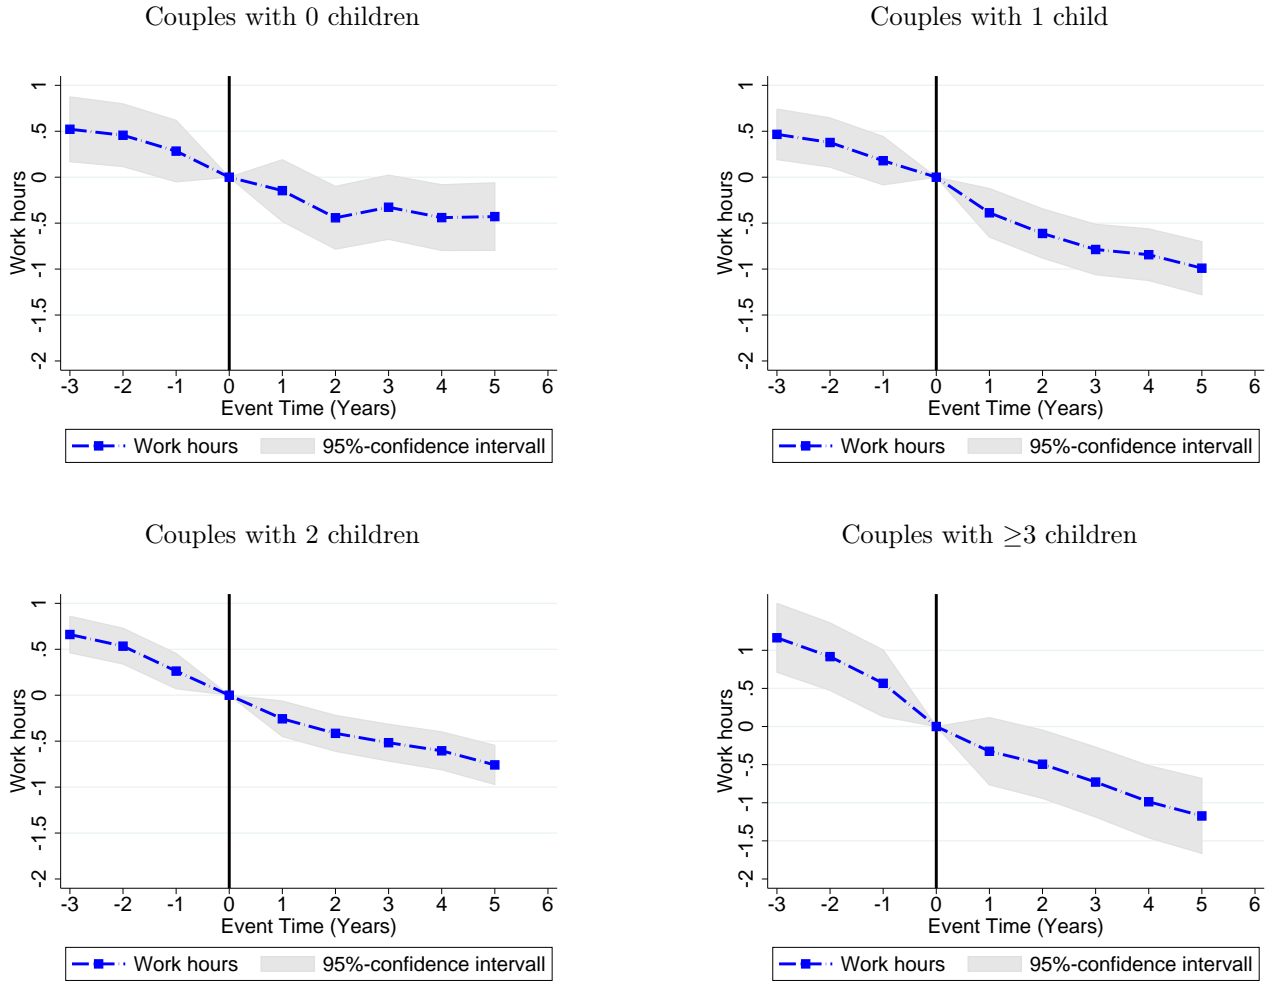 Couples with 0 children
Work hours
1
.5
0
-.5
-1
-1.5
-2
-3 -2 -1 0 1 2 3 4 5 6
Event Time (Years)
Work hours 95%-confidence intervall
Couples with 1 child
Work hours
1
.5
0
-.5
-1
-1.5
-2
-3 -2 -1 0 1 2 3 4 5 6
Event Time (Years)
Work hours 95%-confidence intervall
Couples with 2 children
Work hours
1
.5
0
-.5
-1
-1.5
-2
-3 -2 -1 0 1 2 3 4 5 6
Event Time (Years)
Work hours 95%-confidence intervall
Couples with ≥3 children
Work hours
1
.5
0
-.5
-1
-1.5
-2
-3 -2 -1 0 1 2 3 4 5 6
Event Time (Years)
Work hours 95%-confidence intervall